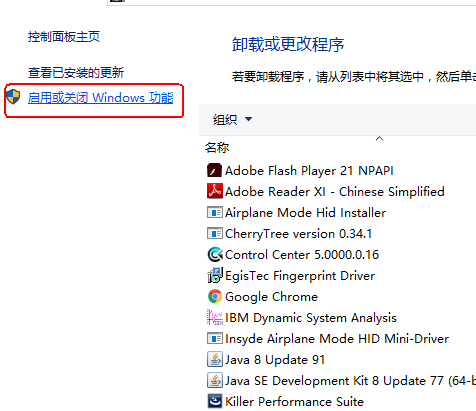 控制面板主页
卸载或更改程序
查看已安装的更新
若要卸载程序，请从列表中将其选中，然后单
启用或关闭 Windows 功能
组织
名称
Adobe Flash Player 21 NPAPI
Adobe Reader XI - Chinese Simplified
Airplane Mode Hid Installer
CherryTree version 0.34.1
Control Center 5.0000.0.16
EgisTec Fingerprint Driver
Google Chrome
IBM Dynamic System Analysis
Insyde Airplane Mode HID Mini-Driver
Java 8 Update 91
Java SE Development Kit 8 Update 77 (64-b
Killer Performance Suite